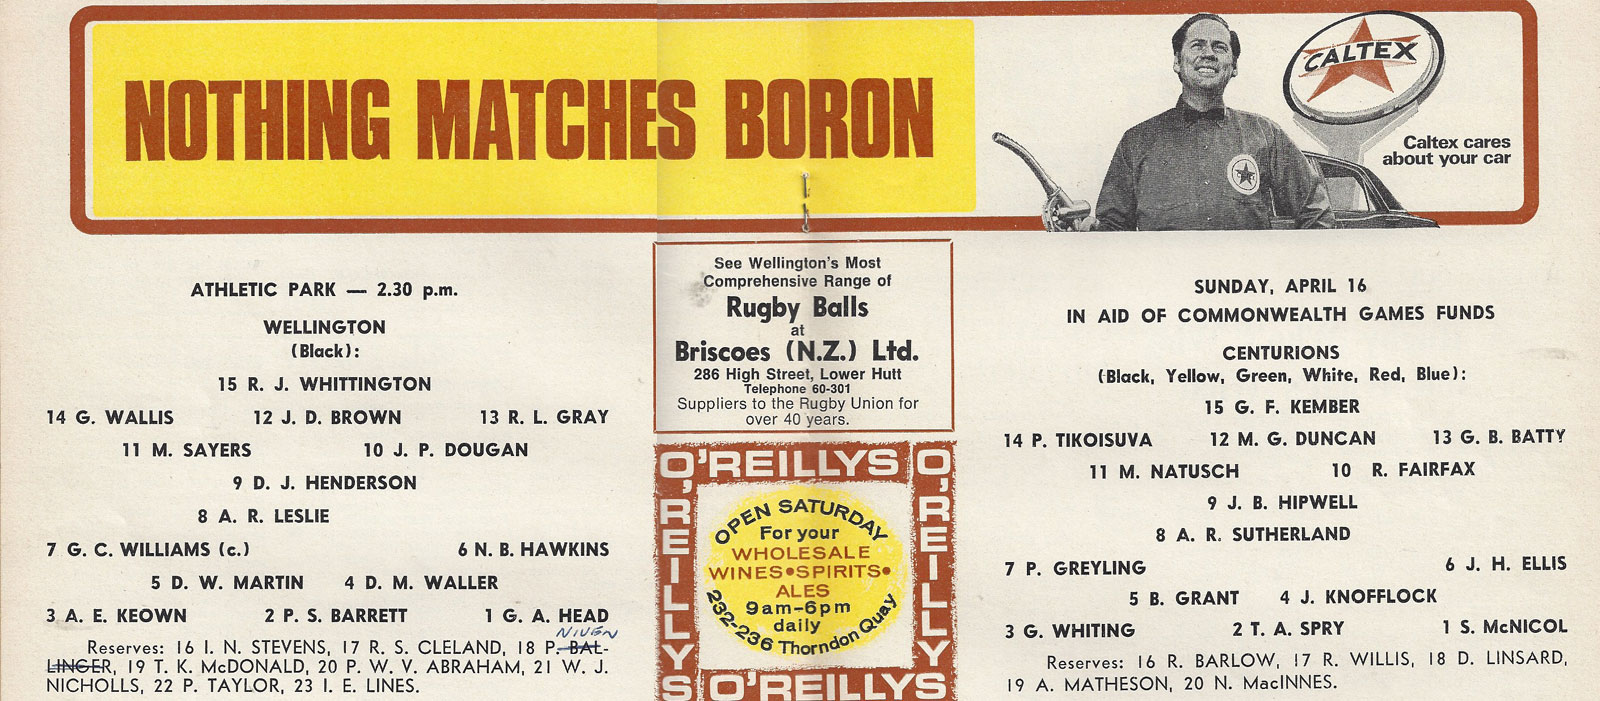 NOTHING MATCHES BORON
CALTEX
Caltex cares
about your car
ATHLETIC PARK — 2.30 p.m.
WELLINGTON
(Black):
15 R. J. WHITTINGTON
14 G. WALLIS 12 J. D. BROWN 13 R. L. GRAY
11 M. SAYERS 10 J. P. DOUGAN
9 D. J. HENDERSON
8 A. R. LESLIE
7 G. C. WILLIAMS (c.) 6 N. B. HAWKINS
5 D. W. MARTIN 4 D. M. WALLER
3 A. E. KEOWN 2 P. S. BARRETT 1 G. A. HEAD
NIVEN
Reserves: 16 I. N. STEVENS, 17 R. S. CLELAND, 18 P. BAL-
LINGER, 19 T. K. McDONALD, 20 P. W. V. ABRAHAM, 21 W. J.
NICHOLLS, 22 P. TAYLOR, 23 I. E. LINES.
See Wellington's Most
Comprehensive Range of
Rugby Balls
at
Briscoes (N.Z.) Ltd.
286 High Street, Lower Hutt
Telephone 60-301
Suppliers to the Rugby Union for
over 40 years.
O'REILLYS O'REILLY
O'REILLYS
OPEN SATURDAY
For your
WHOLESALE
WINES•SPIRITS•
ALES
9am–6pm
daily
232-236 Thorndon Quay
O'REILLYS
SUNDAY, APRIL 16
IN AID OF COMMONWEALTH GAMES FUNDS
CENTURIONS
(Black, Yellow, Green, White, Red, Blue):
15 G. F. KEMBER
14 P. TIKOISUVA 12 M. G. DUNCAN 13 G. B. BATTY
11 M. NATUSCH 10 R. FAIRFAX
9 J. B. HIPWELL
8 A. R. SUTHERLAND
7 P. GREYLING 6 J. H. ELLIS
5 B. GRANT 4 J. KNOFFLOCK
3 G. WHITING 2 T. A. SPRY 1 S. McNICOL
Reserves: 16 R. BARLOW, 17 R. WILLIS, 18 D. LINSARD,
19 A. MATHESON, 20 N. MacINNES.